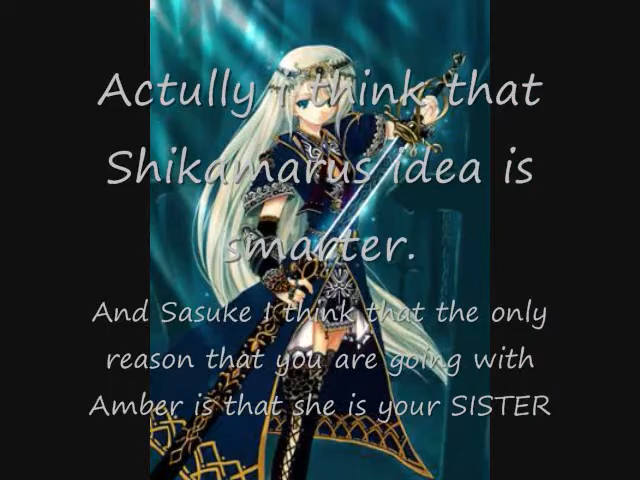 Actully i think that
Shikamarus idea is
smarter.
And Sasuke I think that the only
reason that you are going with
Amber is that she is your SISTER